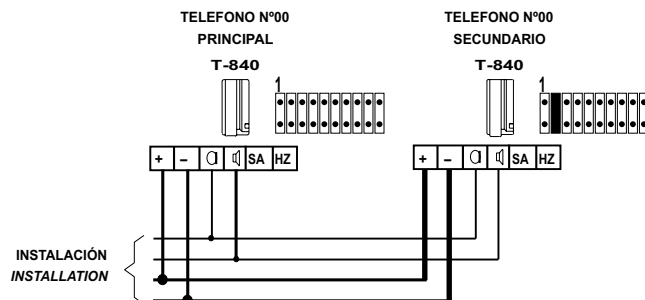 TELEFONO Nº00
PRINCIPAL
T-840
1
+ – SA HZ
TELEFONO Nº00
SECUNDARIO
T-840
1
+ – SA HZ
INSTALACIÓN
INSTALLATION